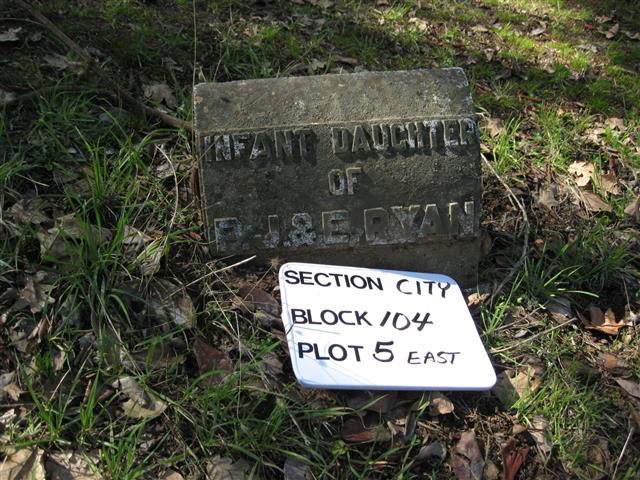 INFANT DAUGHTER
OF
P.J.&E.RYAN
SECTION CITY
BLOCK 104
PLOT 5 EAST